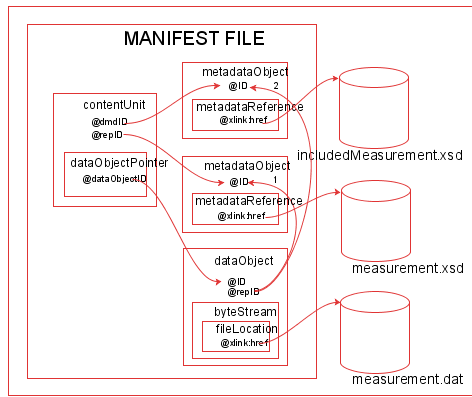 MANIFEST FILE
metadataObject
@ID
2
metadataReference
@xlink:href
includedMeasurement.xsd
contentUnit
@dmdID
@repID
dataObjectPointer
@dataObjectID
metadataObject
@ID
1
metadataReference
@xlink:href
measurement.xsd
dataObject
@ID
@repID
byteStream
fileLocation
@xlink:href
measurement.dat